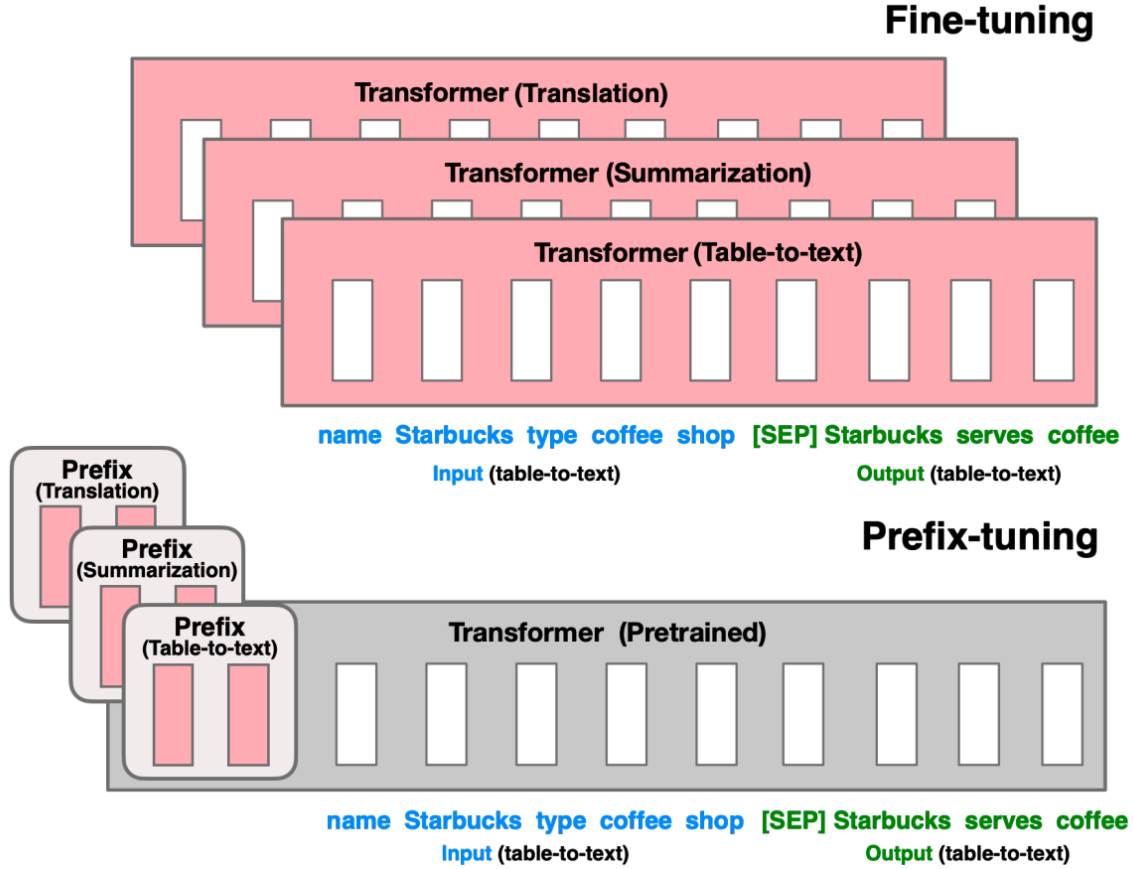 Fine-tuning
Transformer (Translation)
Transformer (Summarization)
Transformer (Table-to-text)
name Starbucks type coffee shop [SEP] Starbucks serves coffee
Input (table-to-text) Output (table-to-text)
Prefix-tuning
Prefix
(Translation)
Prefix
(Summarization)
Prefix
(Table-to-text)
Transformer (Pretrained)
name Starbucks type coffee shop [SEP] Starbucks serves coffee
Input (table-to-text) Output (table-to-text)